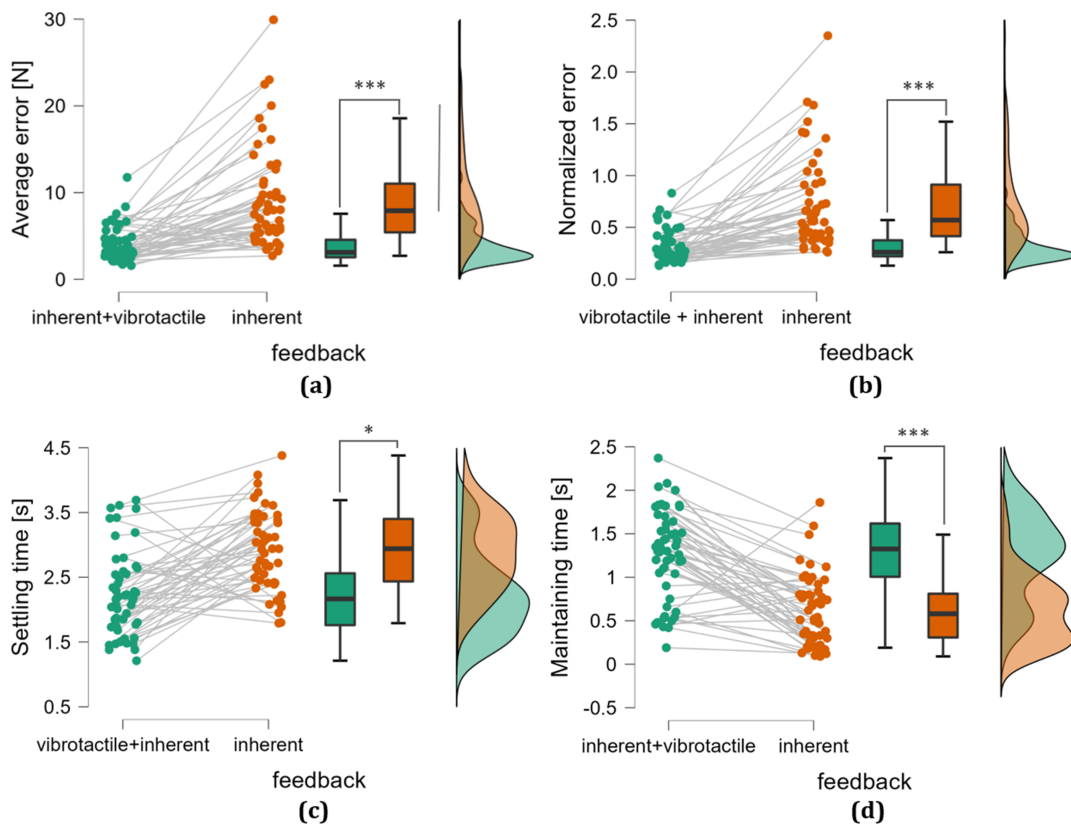 Average error [N]
30
20
10
0
***
inherent+vibrotactile
inherent
feedback
(a)
Normalized error
2.5
2.0
1.5
1.0
0.5
0.0
***
vibrotactile + inherent
inherent
feedback
(b)
Settling time [s]
4.5
3.5
2.5
1.5
0.5
*
vibrotactile+inherent
inherent
feedback
(c)
Maintaining time [s]
2.5
2
1.5
1
0.5
0
-0.5
***
inherent+vibrotactile
inherent
feedback
(d)